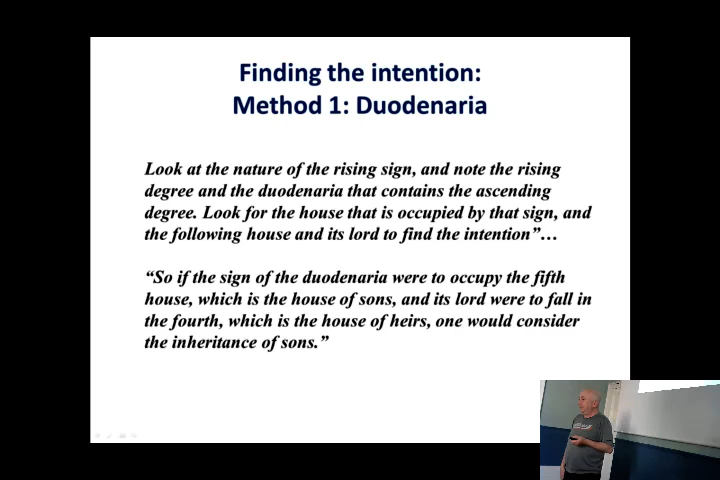 Finding the intention:
Method 1: Duodenaria
Look at the nature of the rising sign, and note the rising
degree and the duodenaria that contains the ascending
degree. Look for the house that is occupied by that sign, and
the following house and its lord to find the intention”…
“So if the sign of the duodenaria were to occupy the fifth
house, which is the house of sons, and its lord were to fall in
the fourth, which is the house of heirs, one would consider
the inheritance of sons.”